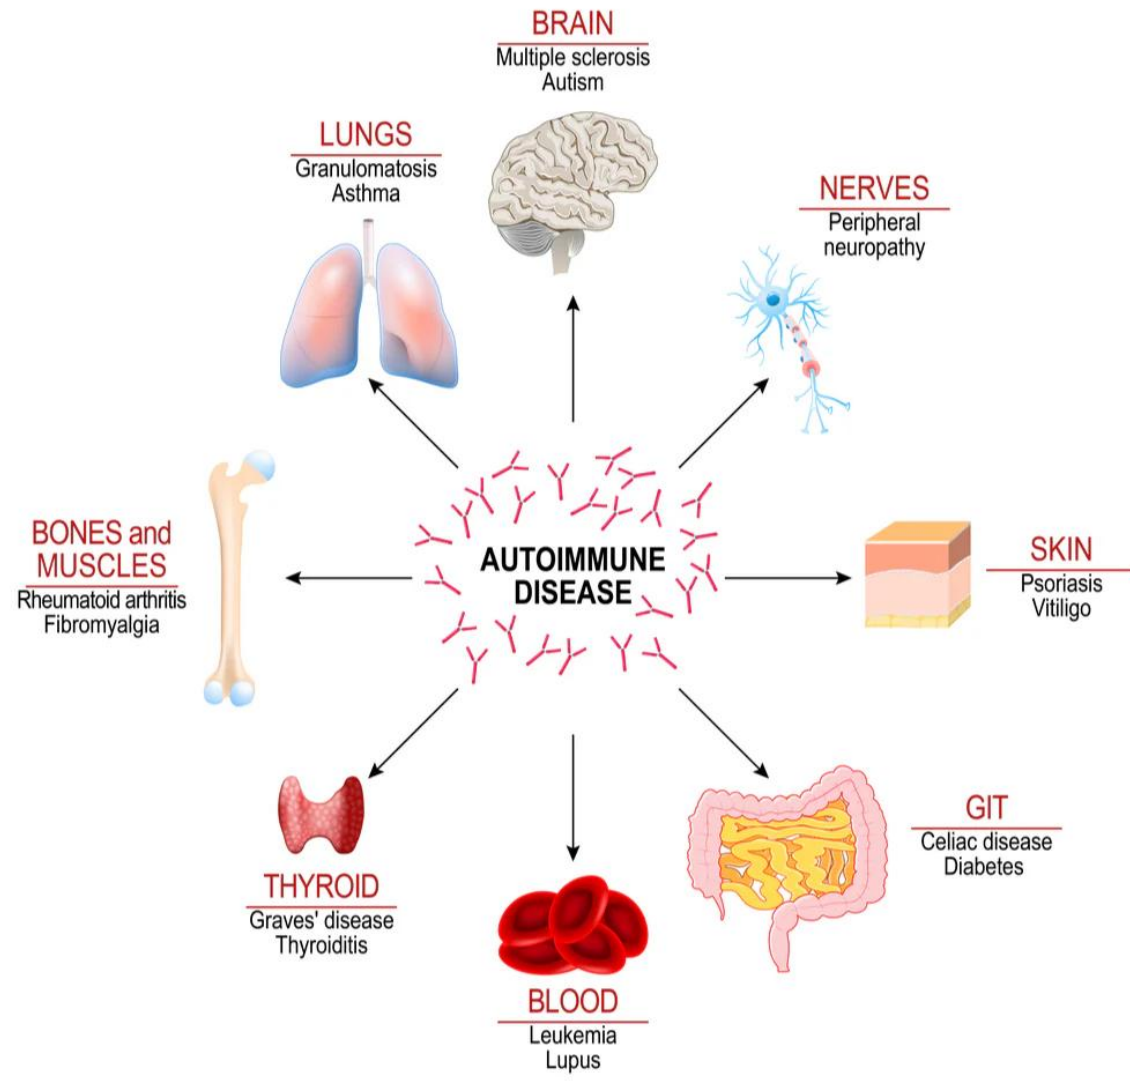 BRAIN
Multiple sclerosis
Autism
LUNGS
Granulomatosis
Asthma
NERVES
Peripheral
neuropathy
BONES and
MUSCLES
Rheumatoid arthritis
Fibromyalgia
AUTOIMMUNE
DISEASE
SKIN
Psoriasis
Vitiligo
THYROID
Graves' disease
Thyroiditis
GIT
Celiac disease
Diabetes
BLOOD
Leukemia
Lupus